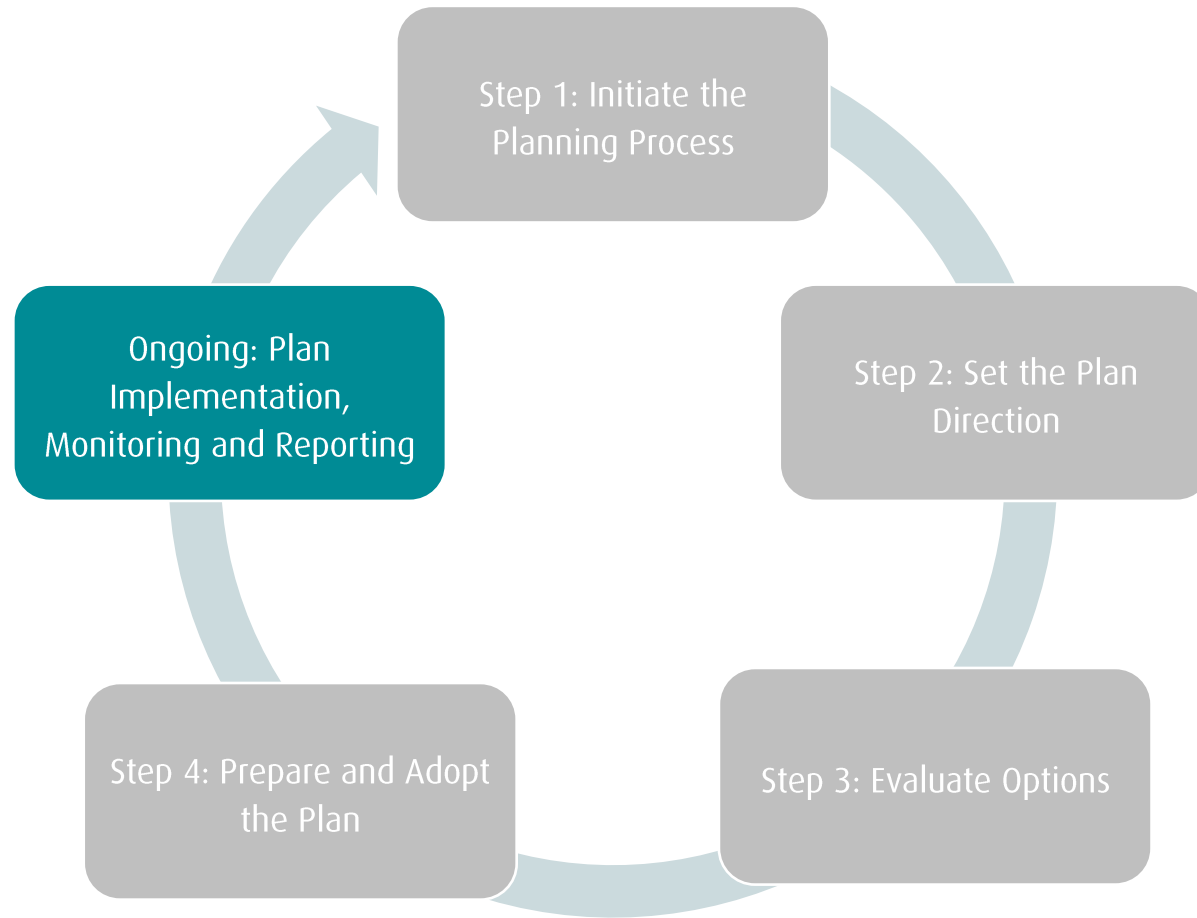 Step 1: Initiate the
Planning Process
Step 2: Set the Plan
Direction
Step 3: Evaluate Options
Step 4: Prepare and Adopt
the Plan
Ongoing: Plan
Implementation,
Monitoring and Reporting